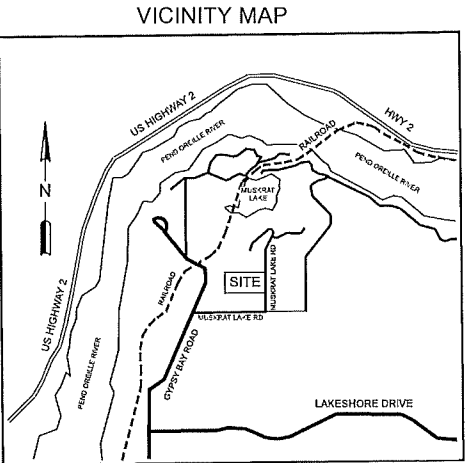 VICINITY MAP
US HIGHWAY 2
HWY 2
PEND OREILLE RIVER
RAILROAD
PEND OREILLE RIVER
N
MUSKRAT
LAKE
SITE
MUSKRAT LAKE RD
RAILROAD
MUSKRAT LAKE RD
US HIGHWAY 2
PEND OREILLE RIVER
GYPSY BAY ROAD
LAKESHORE DRIVE